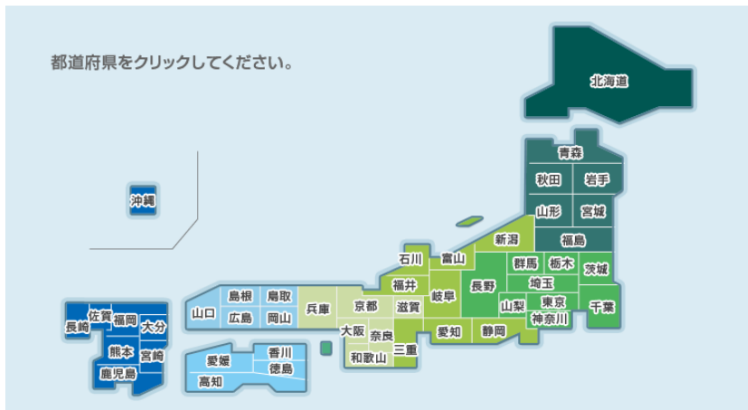 都道府県をクリックしてください。
北海道
青森
秋田 岩手
山形 宮城
福島
沖縄
新潟
群馬 栃木 茨城
埼玉
長野
山梨 東京 千葉
神奈川
石川 富山
福井 岐阜
愛知 静岡
三重
京都 滋賀
兵庫
大阪 奈良
和歌山
島根 鳥取
山口 広島 岡山
愛媛 香川
高知 徳島
長崎 佐賀 福岡 大分
熊本 宮崎
鹿児島